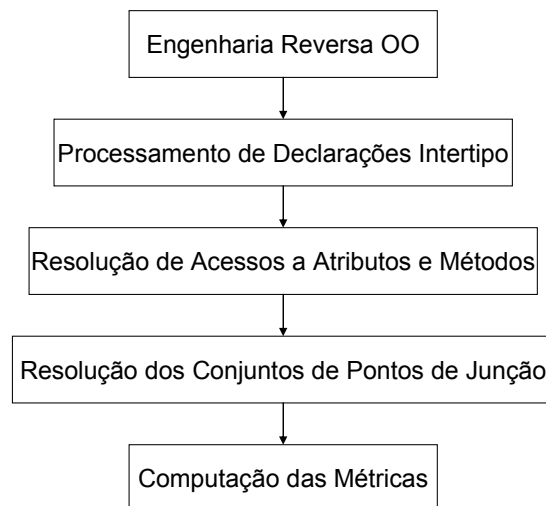 Engenharia Reversa OO
Processamento de Declarações Intertipo
Resolução de Acessos a Atributos e Métodos
Resolução dos Conjuntos de Pontos de Junção
Computação das Métricas